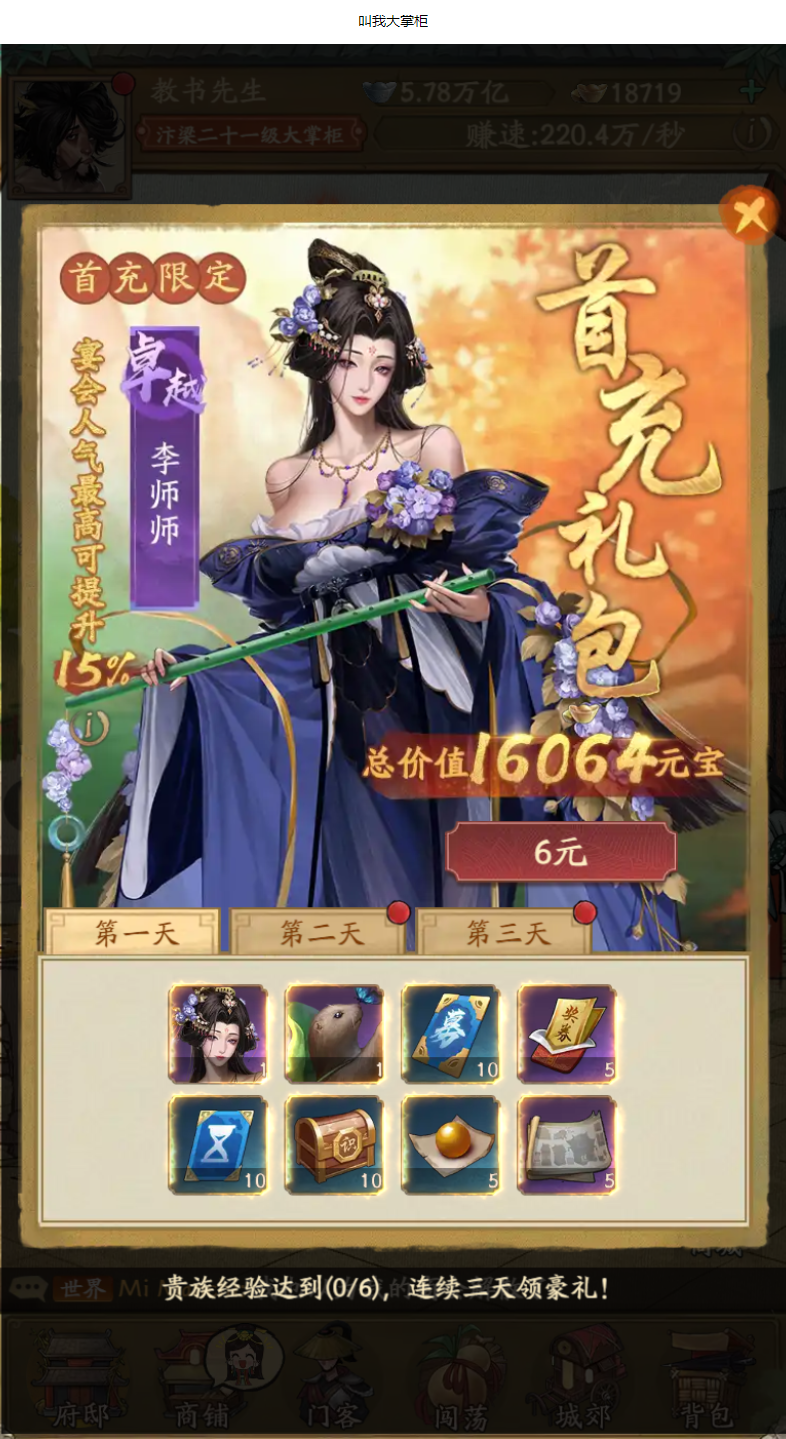 叫我大掌柜
教书先生
5.78万亿
18719
汴梁二十一级大掌柜
赚速:220.4万/秒
首充限定
宴会人气最高可提升
15%
卓越
李师师
首充礼包
总价值16064元宝
6元
第一天
第二天
第三天
1
1
10
奖券
5
10
识
10
5
5
世界
Mi
贵族经验达到(0/6)，连续三天领豪礼！
府邸
商铺
门客
闯荡
城郊
背包